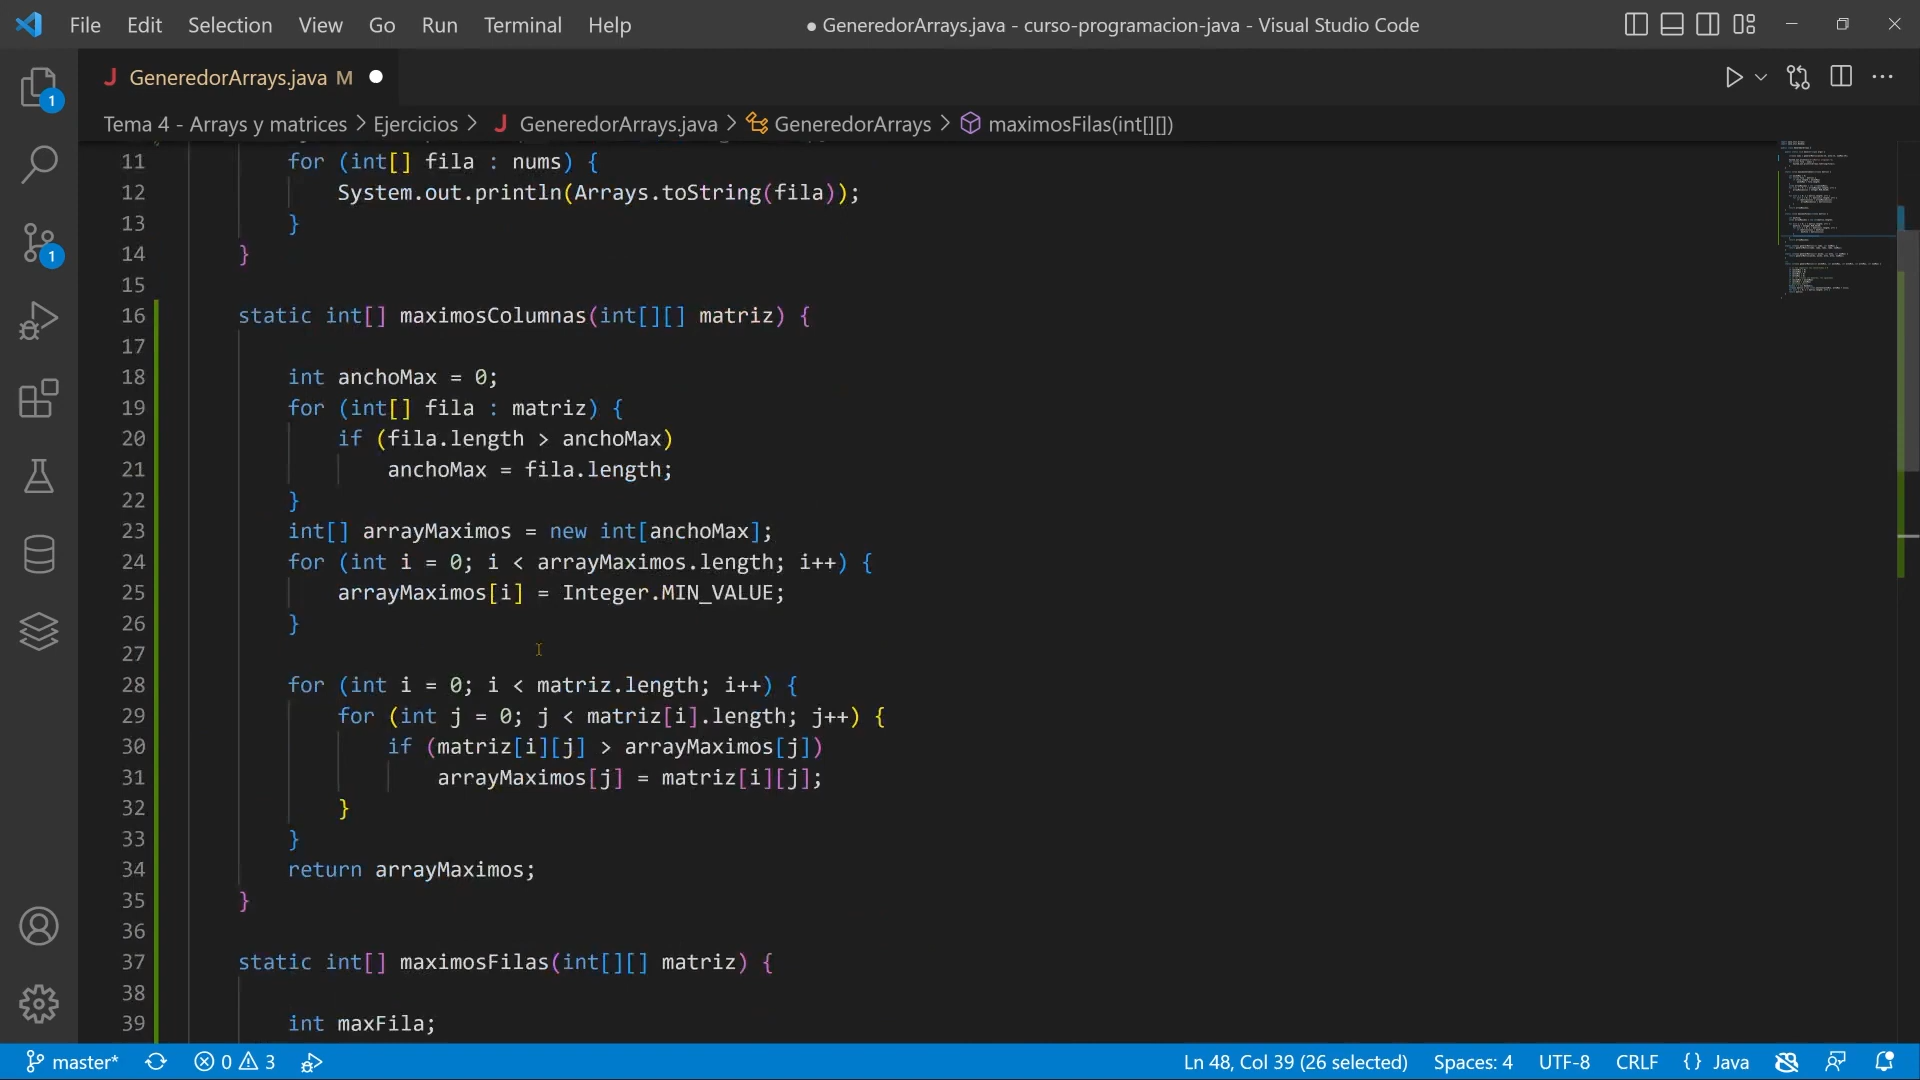 File Edit Selection View Go Run Terminal Help ● GeneredorArrays.java - curso-programacion-java - Visual Studio Code
J GeneredorArrays.java M
Tema 4 - Arrays y matrices > Ejercicios > J GeneredorArrays.java > GeneredorArrays > maximosFilas(int[][])
11 for (int[] fila : nums) {
12 System.out.println(Arrays.toString(fila));
13 }
14 }
15
16 static int[] maximosColumnas(int[][] matriz) {
17
18 int anchoMax = 0;
19 for (int[] fila : matriz) {
20 if (fila.length > anchoMax)
21 anchoMax = fila.length;
22 }
23 int[] arrayMaximos = new int[anchoMax];
24 for (int i = 0; i < arrayMaximos.length; i++) {
25 arrayMaximos[i] = Integer.MIN_VALUE;
26 }
27
28 for (int i = 0; i < matriz.length; i++) {
29 for (int j = 0; j < matriz[i].length; j++) {
30 if (matriz[i][j] > arrayMaximos[j])
31 arrayMaximos[j] = matriz[i][j];
32 }
33 }
34 return arrayMaximos;
35 }
36
37 static int[] maximosFilas(int[][] matriz) {
38
39 int maxFila;
1
1
master* 0 3 Ln 48, Col 39 (26 selected) Spaces: 4 UTF-8 CRLF {} Java